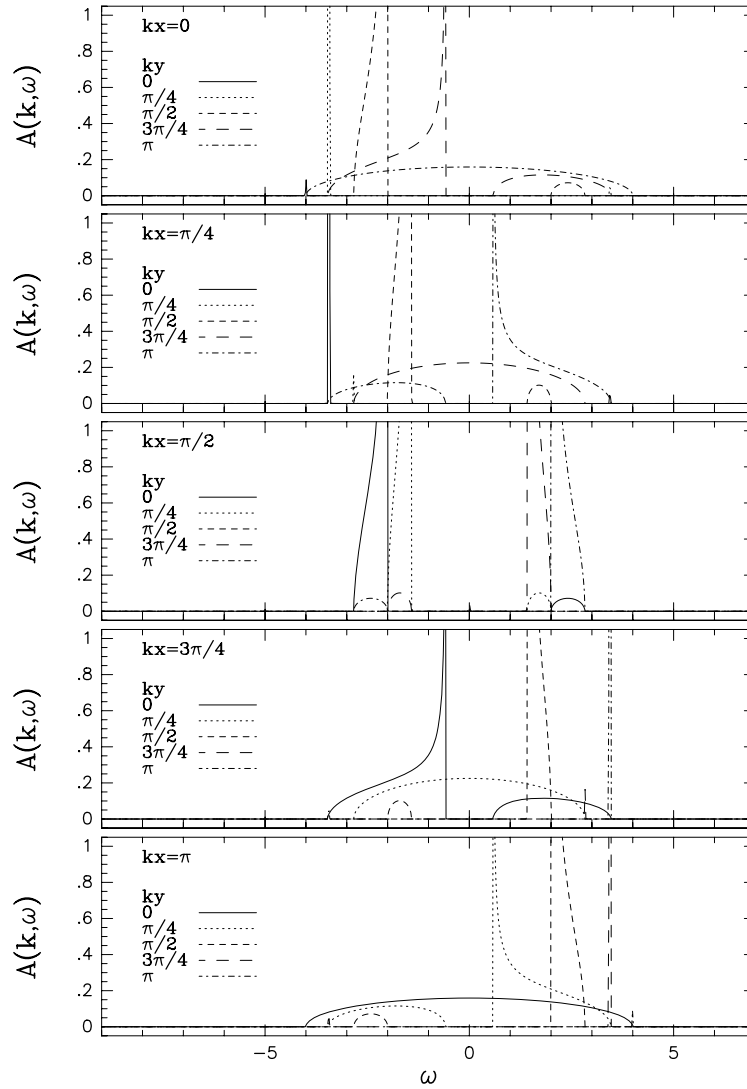 A(k,ω)
1
.8
.6
.4
.2
0
kx=0
ky
0
π/4
π/2
3π/4
π
A(k,ω)
1
.8
.6
.4
.2
0
kx=π/4
ky
0
π/4
π/2
3π/4
π
A(k,ω)
1
.8
.6
.4
.2
0
kx=π/2
ky
0
π/4
π/2
3π/4
π
A(k,ω)
1
.8
.6
.4
.2
0
kx=3π/4
ky
0
π/4
π/2
3π/4
π
A(k,ω)
1
.8
.6
.4
.2
0
kx=π
ky
0
π/4
π/2
3π/4
π
−5 0 5
ω